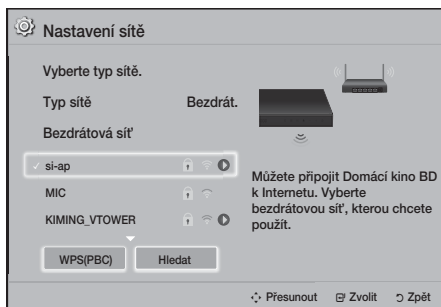 Nastavení sítě
Vyberte typ sítě.
Typ sítě Bezdrát.
Bezdrátová síť
si-ap
MIC
KIMING_VTOWER
WPS(PBC) Hledat
Můžete připojit Domácí kino BD
k Internetu. Vyberte
bezdrátovou síť, kterou chcete
použít.
Přesunout Zvolit Zpět